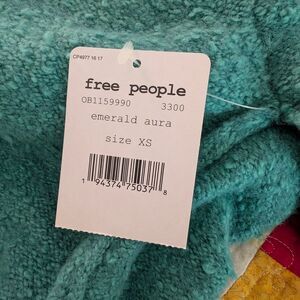 CP4977 16 17
free people
OB1159990 3300
emerald aura
size XS
1 94374 75037 8